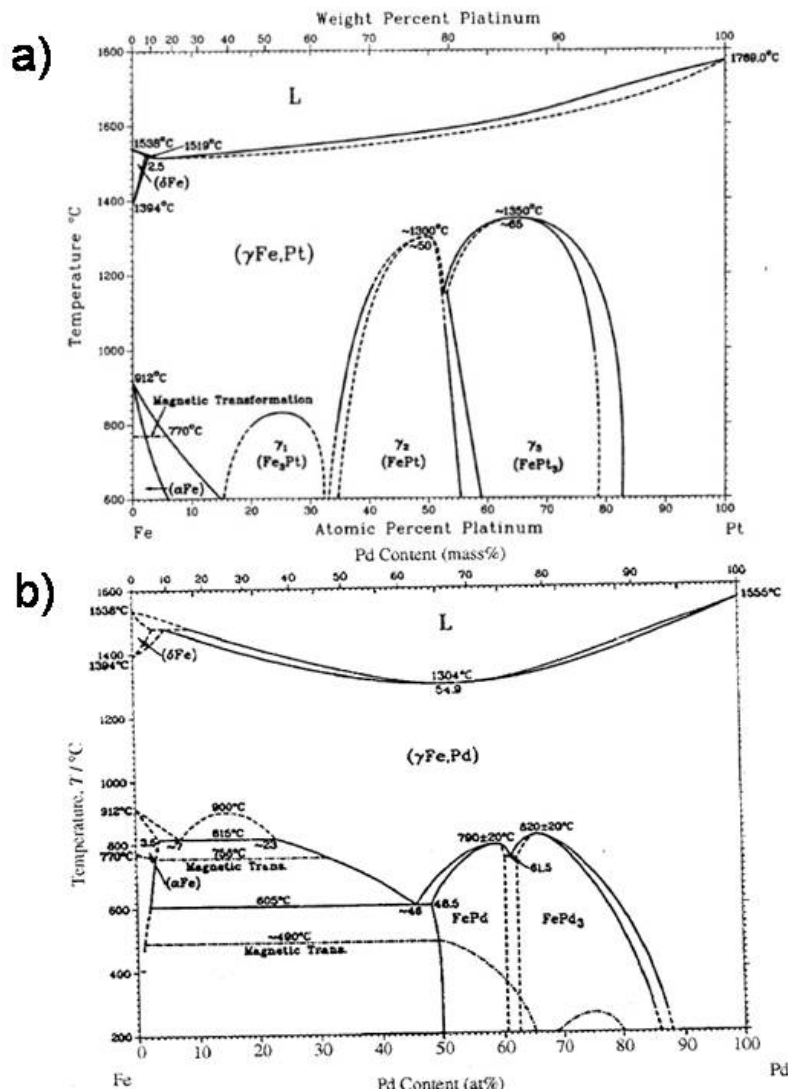 a)
Weight Percent Platinum
0 10 20 30 40 50 60 70 80 90 100
1800
1600
1400
1200
1000
800
600
Temperature °C
L
1769.0°C
1538°C
1519°C
2.5
(δFe)
1394°C
(γFe,Pt)
~1300°C
~50
~1350°C
~65
912°C
Magnetic Transformation
770°C
(αFe)
γ₁
(Fe₃Pt)
γ₂
(FePt)
γ₃
(FePt₃)
0 10 20 30 40 50 60 70 80 90 100
Fe
Atomic Percent Platinum
Pt
b)
Pd Content (mass%)
0 10 20 30 40 50 60 70 80 90 100
1600
1400
1200
1000
800
600
400
200
Temperature, T / °C
L
1555°C
1538°C
(δFe)
1394°C
1304°C
54.9
(γFe,Pd)
912°C
900°C
815°C
3.5
~7
~23
770°C
Magnetic Trans.
(αFe)
605°C
~46
48.5
790±20°C
820±20°C
61.5
FePd
FePd₃
~490°C
Magnetic Trans.
0 10 20 30 40 50 60 70 80 90 100
Fe
Pd Content (at%)
Pd